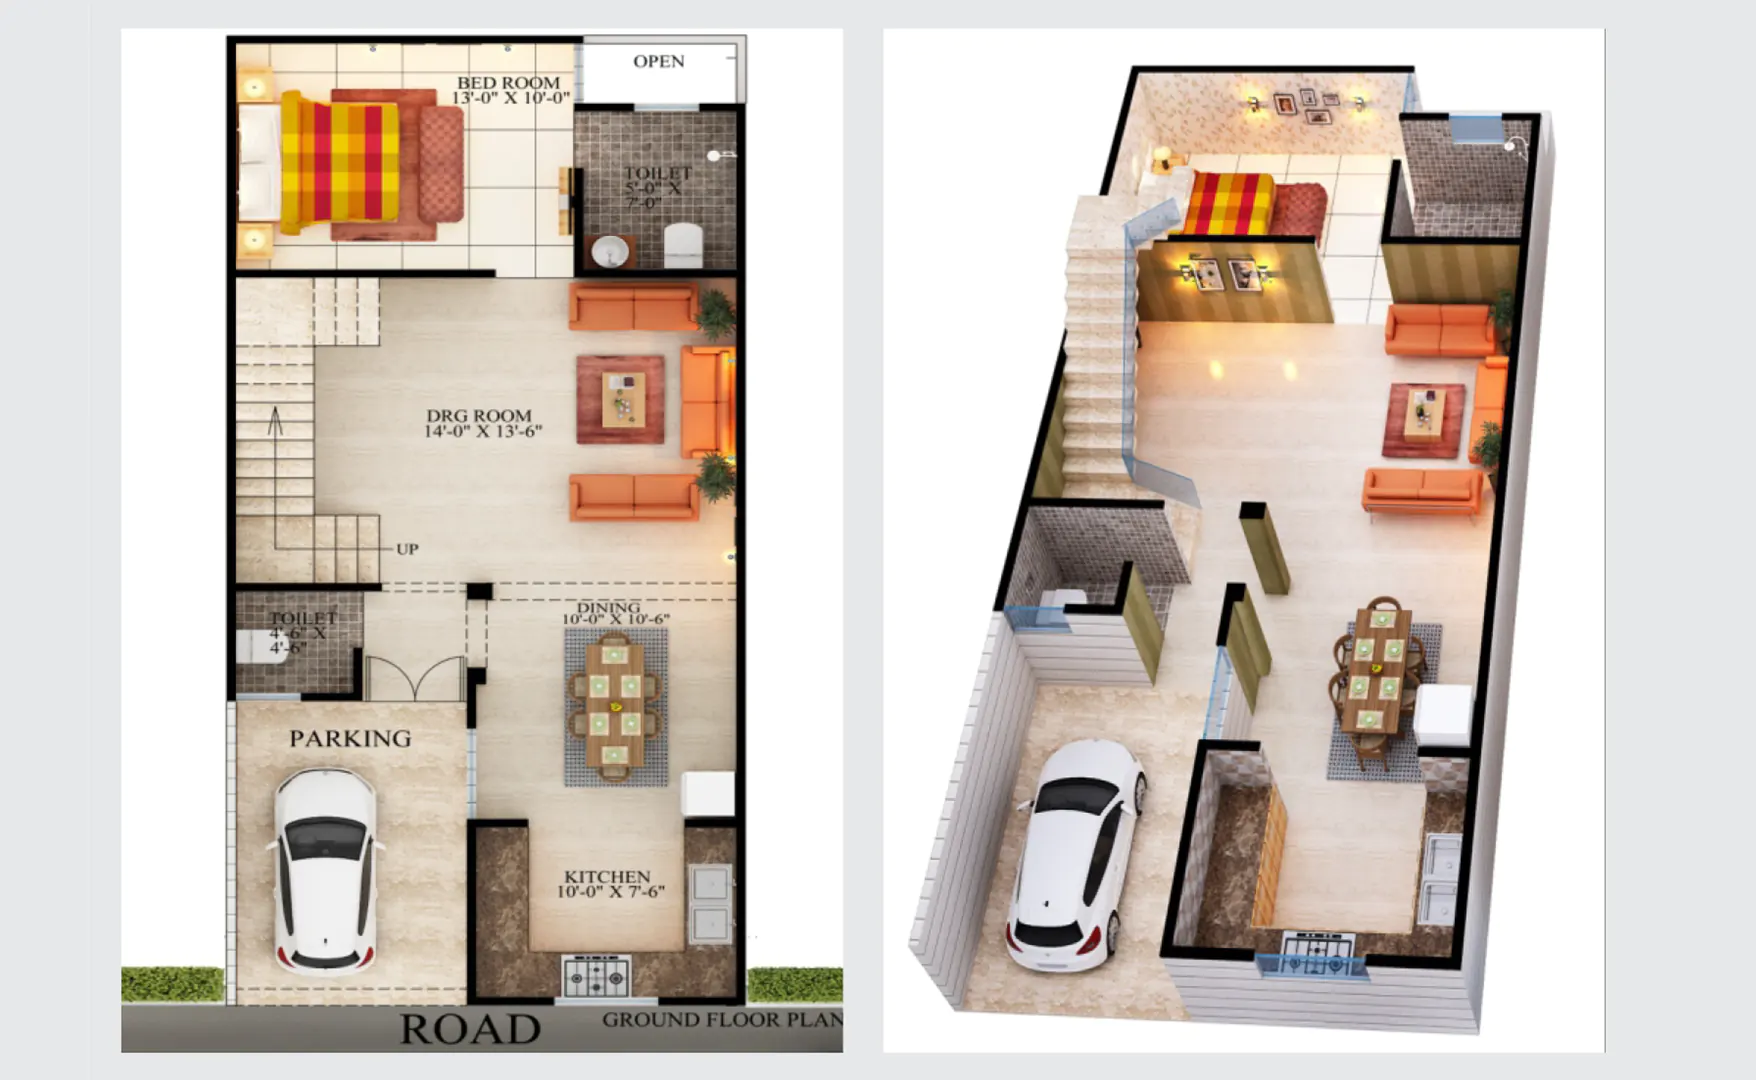 OPEN
BED ROOM
13'-0" X 10'-0"
TOILET
5'-0" X
7'-0"
DRG ROOM
14'-0" X 13'-6"
UP
DINING
10'-0" X 10'-6"
TOILET
4'-6" X
4'-6"
PARKING
KITCHEN
10'-0" X 7'-6"
ROAD
GROUND FLOOR PLAN